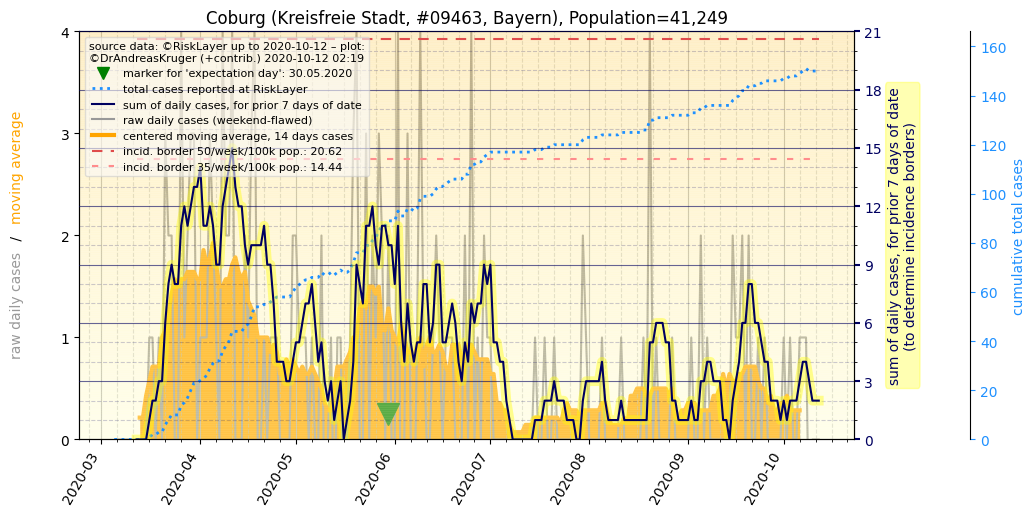 Coburg (Kreisfreie Stadt, #09463, Bayern), Population=41,249
source data: ©RiskLayer up to 2020-10-12 – plot:
©DrAndreasKruger (+contrib.) 2020-10-12 02:19
marker for 'expectation day': 30.05.2020
total cases reported at RiskLayer
sum of daily cases, for prior 7 days of date
raw daily cases (weekend-flawed)
centered moving average, 14 days cases
incid. border 50/week/100k pop.: 20.62
incid. border 35/week/100k pop.: 14.44
raw daily cases / moving average
4
3
2
1
0
21
18
15
12
9
6
3
0
sum of daily cases, for prior 7 days of date
(to determine incidence borders)
160
140
120
100
80
60
40
20
0
cumulative total cases
2020-03
2020-04
2020-05
2020-06
2020-07
2020-08
2020-09
2020-10